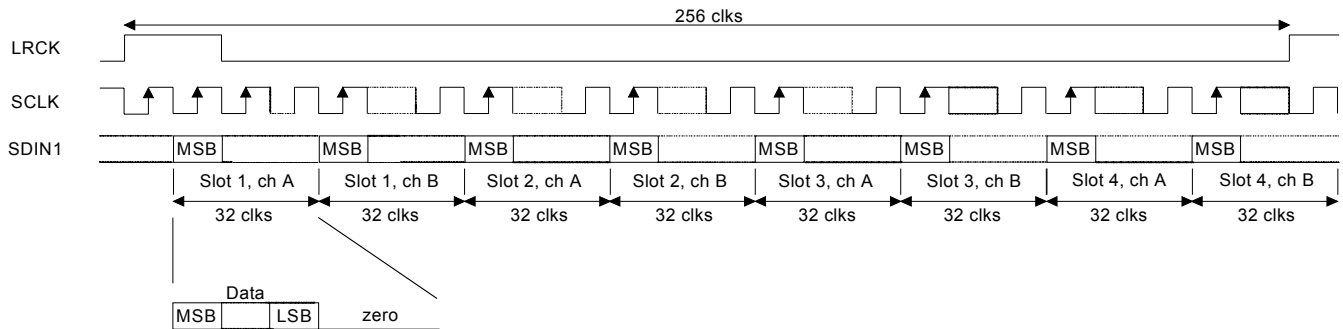 256 clks
LRCK
SCLK
SDIN1
MSB MSB MSB MSB MSB MSB MSB MSB
Slot 1, ch A Slot 1, ch B Slot 2, ch A Slot 2, ch B Slot 3, ch A Slot 3, ch B Slot 4, ch A Slot 4, ch B
32 clks 32 clks 32 clks 32 clks 32 clks 32 clks 32 clks 32 clks
Data
MSB LSB zero